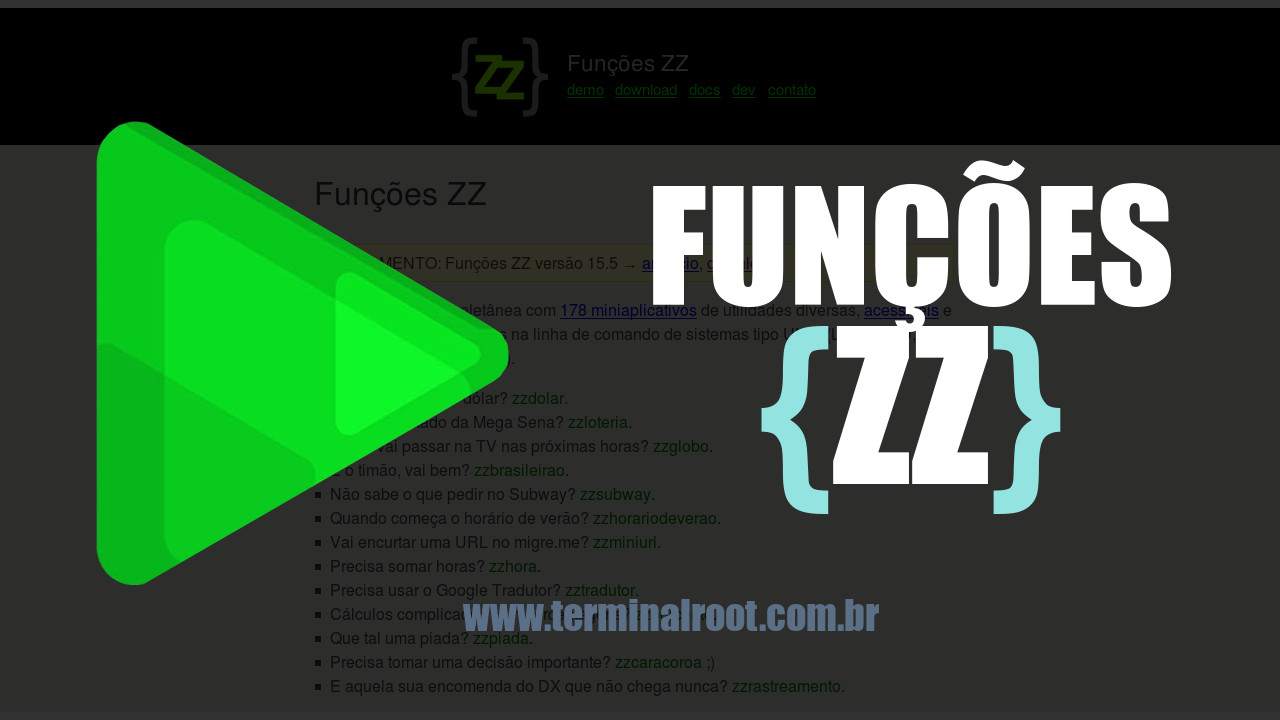 {ZZ}
Funções ZZ
demo download docs dev contato
FUNÇÕES
{ZZ}
www.terminalroot.com.br
Funções ZZ
MENTO: Funções ZZ versão 15.5 →
com 178 miniaplicativos de utilidades diversas, e
na linha de comando de sistemas tipo
dólar? zzdolar.
da Mega Sena? zzloteria.
vai passar na TV nas próximas horas? zzglobo.
o timão, vai bem? zzbrasileirao.
Não sabe o que pedir no Subway? zzsubway.
Quando começa o horário de verão? zzhorariodeverao.
Vai encurtar uma URL no migre.me? zzminiurl.
Precisa somar horas? zzhora.
Precisa usar o Google Tradutor? zztradutor.
Cálculos
Que tal uma piada? zzpiada.
Precisa tomar uma decisão importante? zzcaracoroa ;)
E aquela sua encomenda do DX que não chega nunca? zzrastreamento.